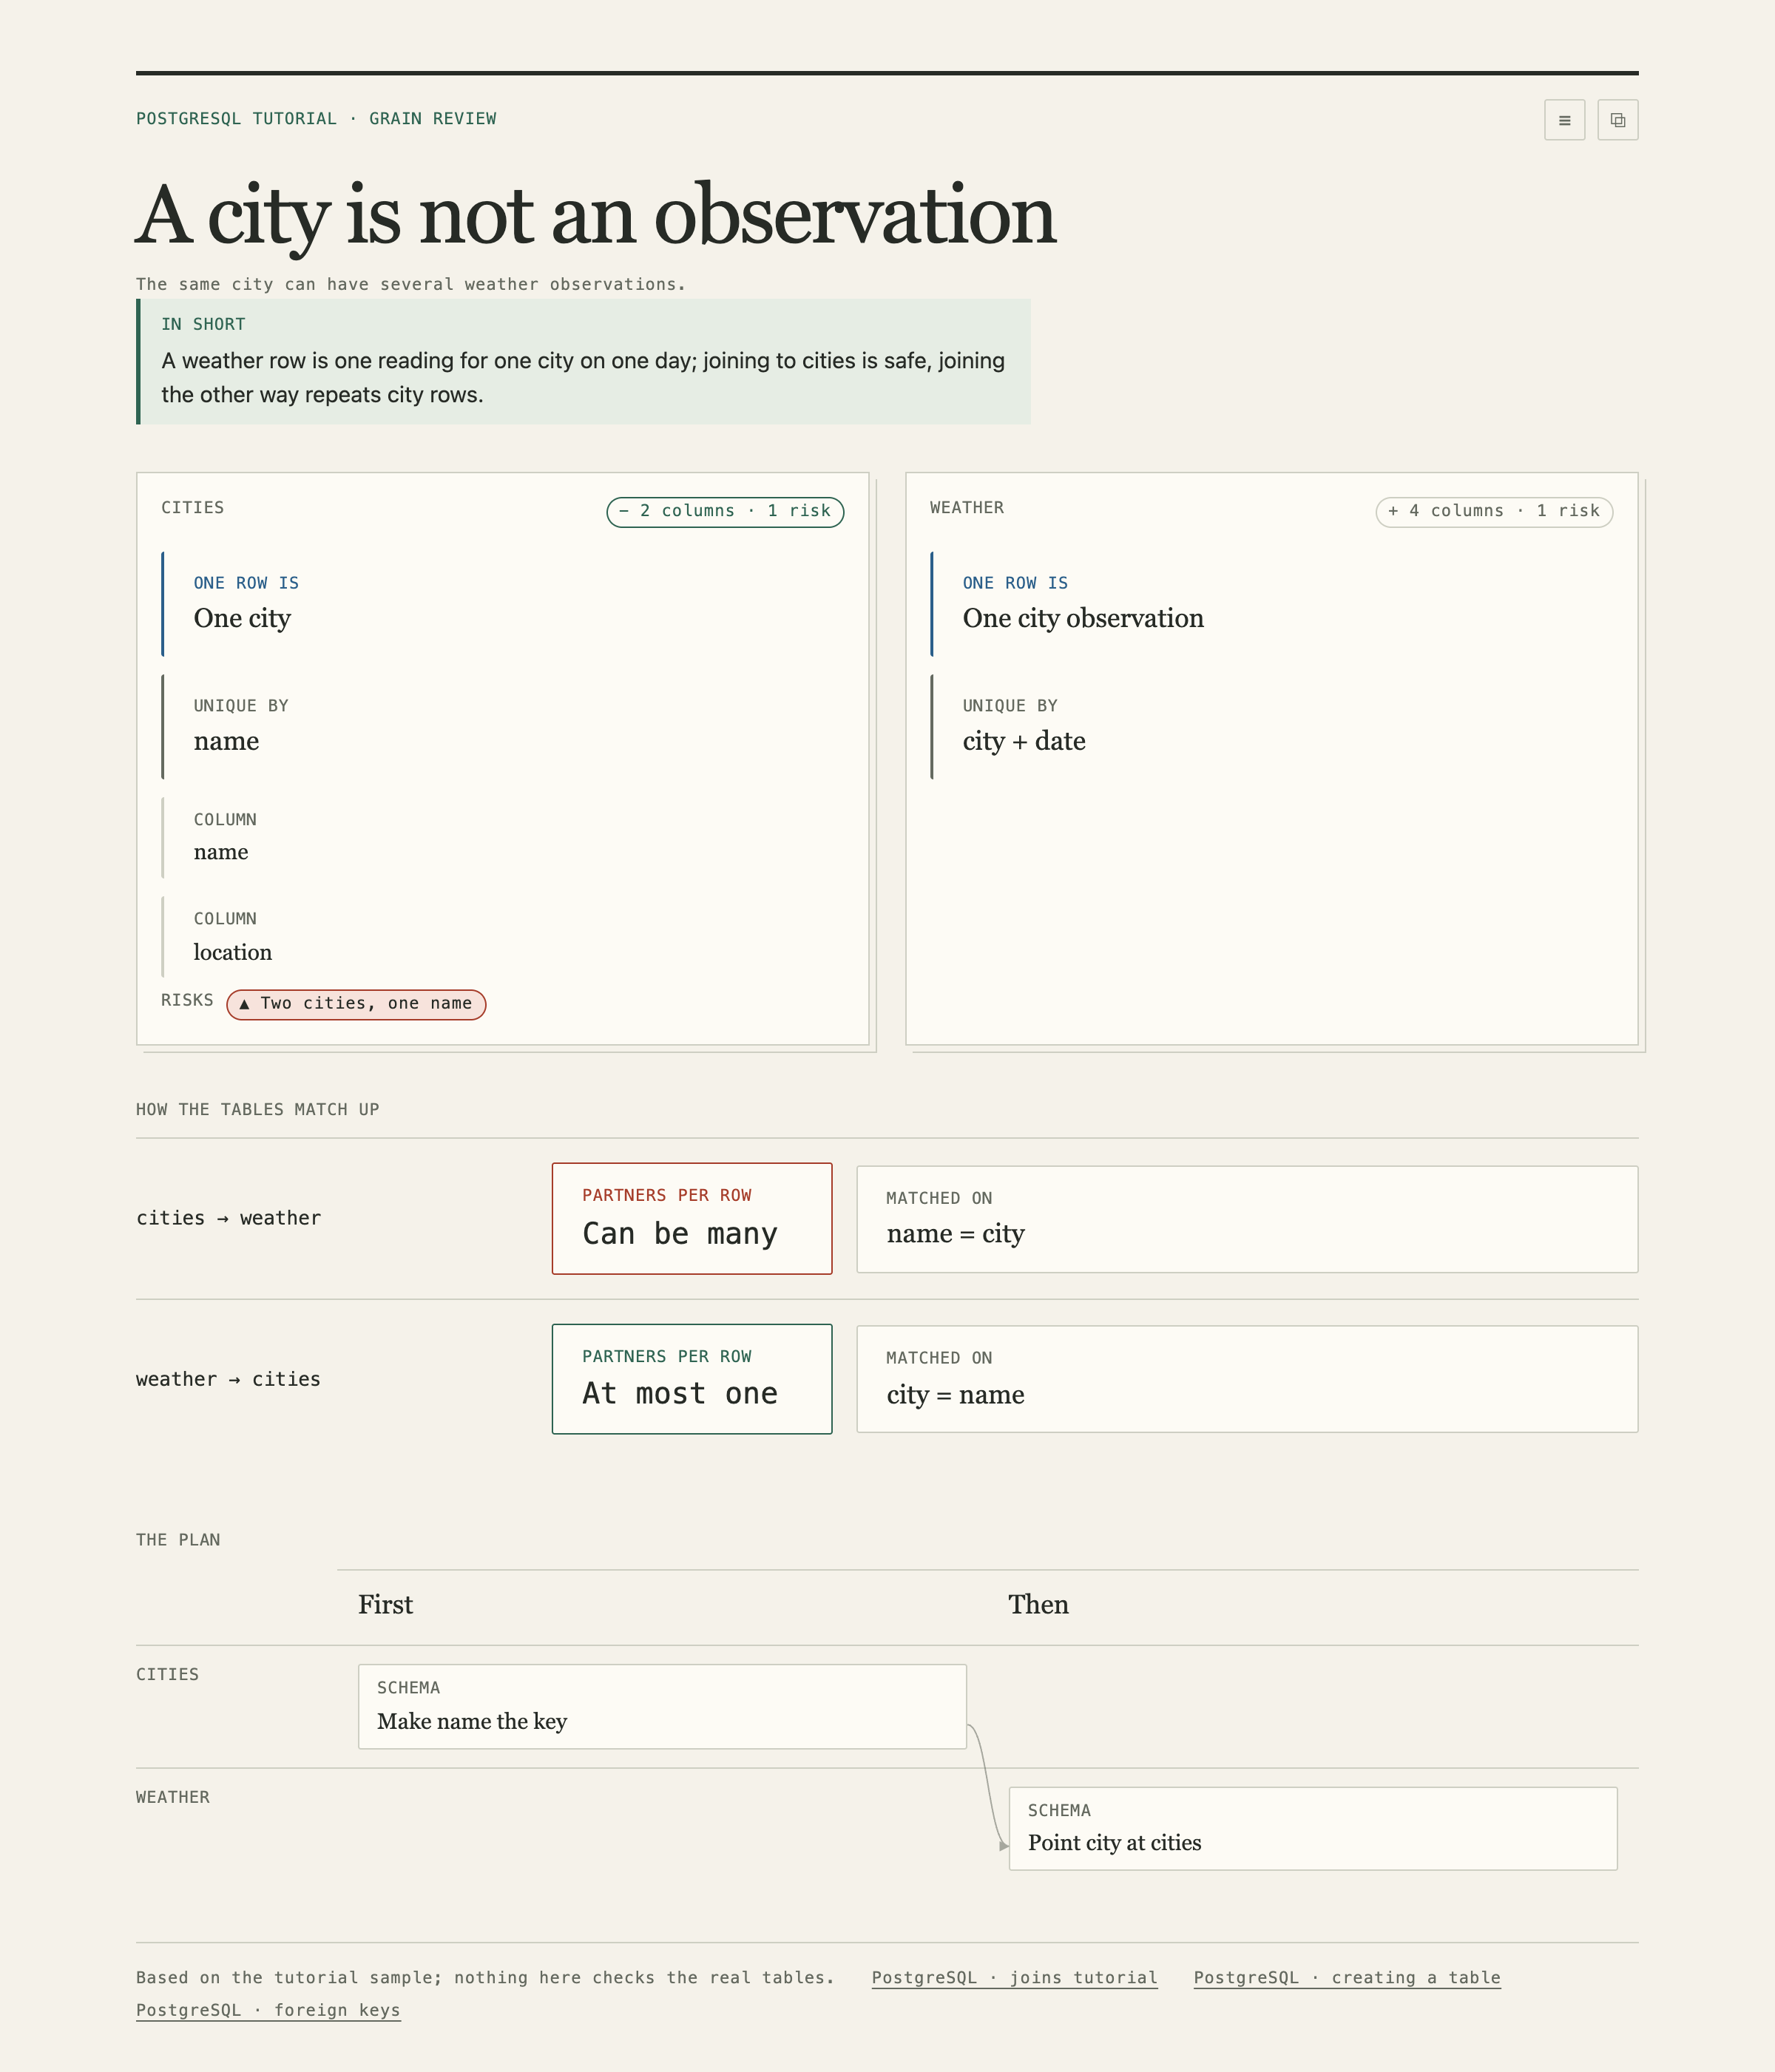 POSTGRESQL TUTORIAL · GRAIN REVIEW
A city is not an observation
The same city can have several weather observations.
IN SHORT
A weather row is one reading for one city on one day; joining to cities is safe, joining
the other way repeats city rows.
CITIES
− 2 columns · 1 risk
ONE ROW IS
One city
UNIQUE BY
name
COLUMN
name
COLUMN
location
RISKS
▲ Two cities, one name
WEATHER
+ 4 columns · 1 risk
ONE ROW IS
One city observation
UNIQUE BY
city + date
HOW THE TABLES MATCH UP
cities → weather
PARTNERS PER ROW
Can be many
MATCHED ON
name = city
weather → cities
PARTNERS PER ROW
At most one
MATCHED ON
city = name
THE PLAN
First
Then
CITIES
SCHEMA
Make name the key
WEATHER
SCHEMA
Point city at cities
Based on the tutorial sample; nothing here checks the real tables. PostgreSQL · joins tutorial PostgreSQL · creating a table
PostgreSQL · foreign keys